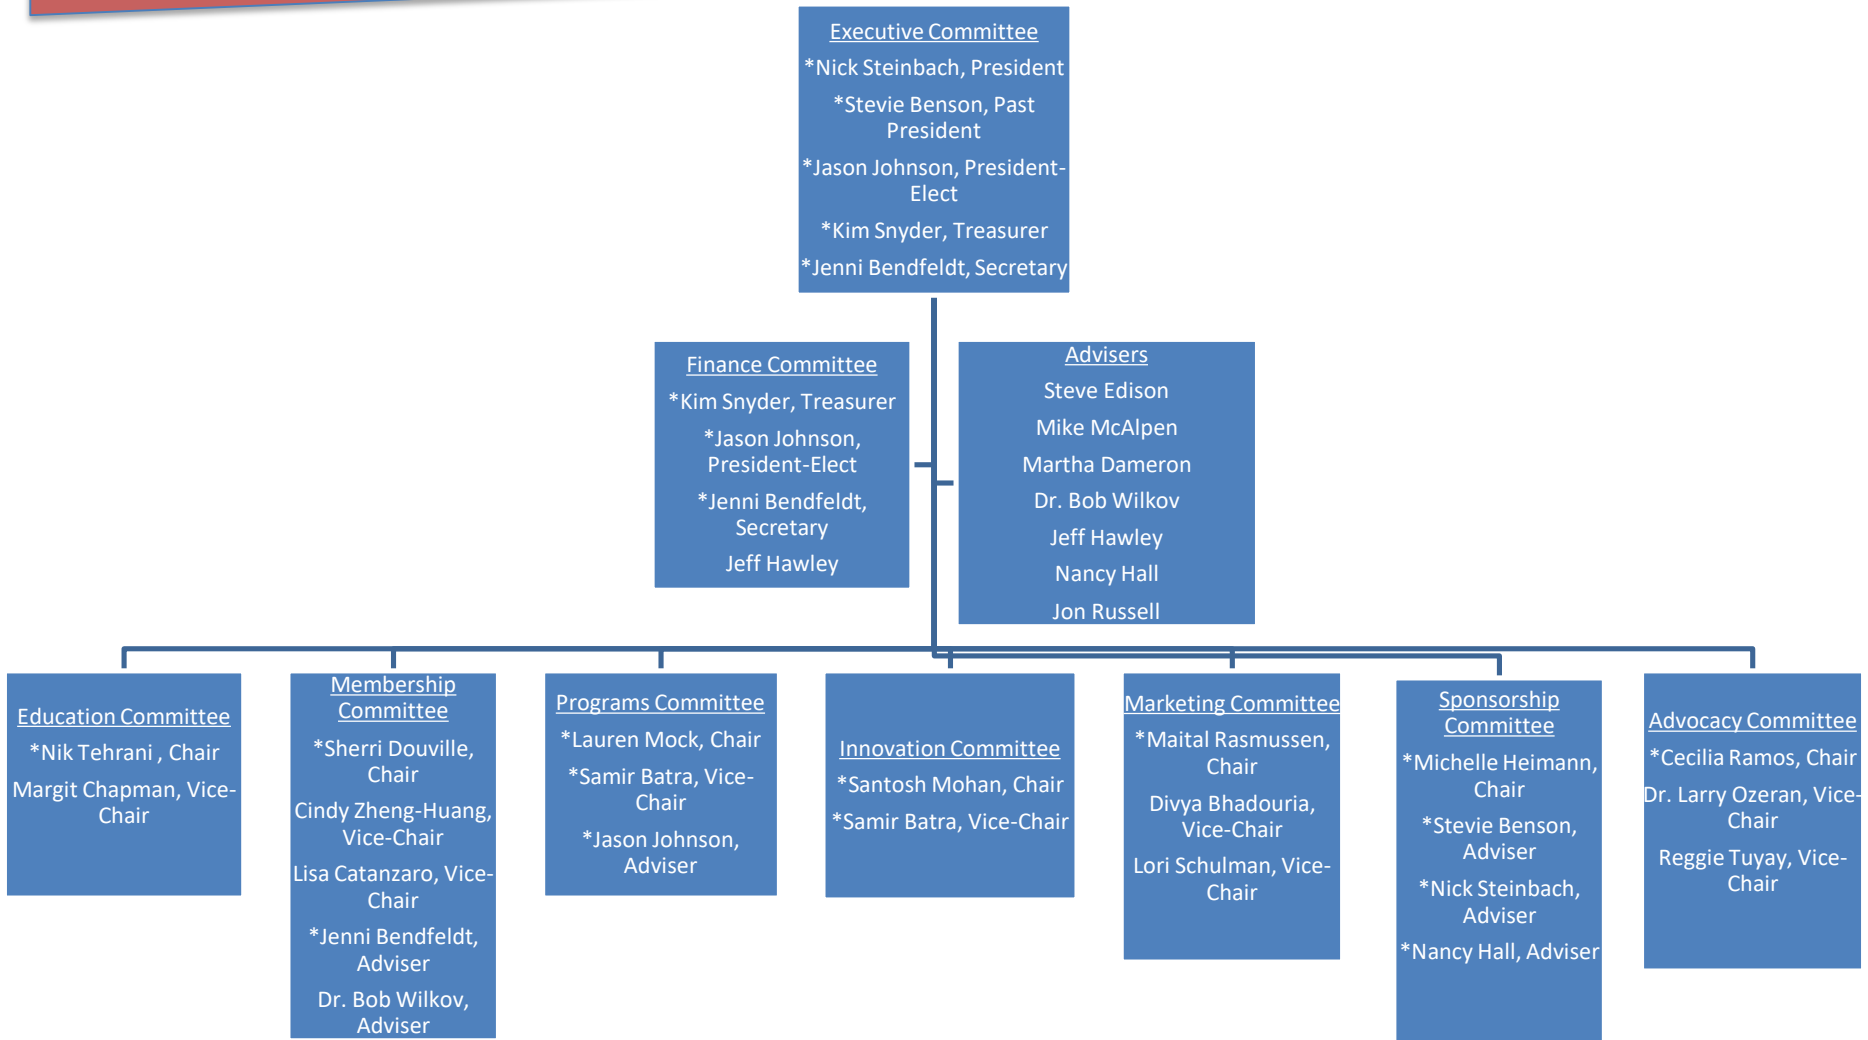 Executive Committee
*Nick Steinbach, President
*Stevie Benson, Past
President
*Jason Johnson, President-
Elect
*Kim Snyder, Treasurer
*Jenni Bendfeldt, Secretary
Finance Committee
*Kim Snyder, Treasurer
*Jason Johnson,
President-Elect
*Jenni Bendfeldt,
Secretary
Jeff Hawley
Advisers
Steve Edison
Mike McAlpen
Martha Dameron
Dr. Bob Wilkov
Jeff Hawley
Nancy Hall
Jon Russell
Education Committee
*Nik Tehrani , Chair
Margit Chapman, Vice-
Chair
Membership
Committee
*Sherri Douville,
Chair
Cindy Zheng-Huang,
Vice-Chair
Lisa Catanzaro, Vice-
Chair
*Jenni Bendfeldt,
Adviser
Dr. Bob Wilkov,
Adviser
Programs Committee
*Lauren Mock, Chair
*Samir Batra, Vice-
Chair
*Jason Johnson,
Adviser
Innovation Committee
*Santosh Mohan, Chair
*Samir Batra, Vice-Chair
Marketing Committee
*Maital Rasmussen,
Chair
Divya Bhadouria,
Vice-Chair
Lori Schulman, Vice-
Chair
Sponsorship
Committee
*Michelle Heimann,
Chair
*Stevie Benson,
Adviser
*Nick Steinbach,
Adviser
*Nancy Hall, Adviser
Advocacy Committee
*Cecilia Ramos, Chair
Dr. Larry Ozeran, Vice-
Chair
Reggie Tuyay, Vice-
Chair